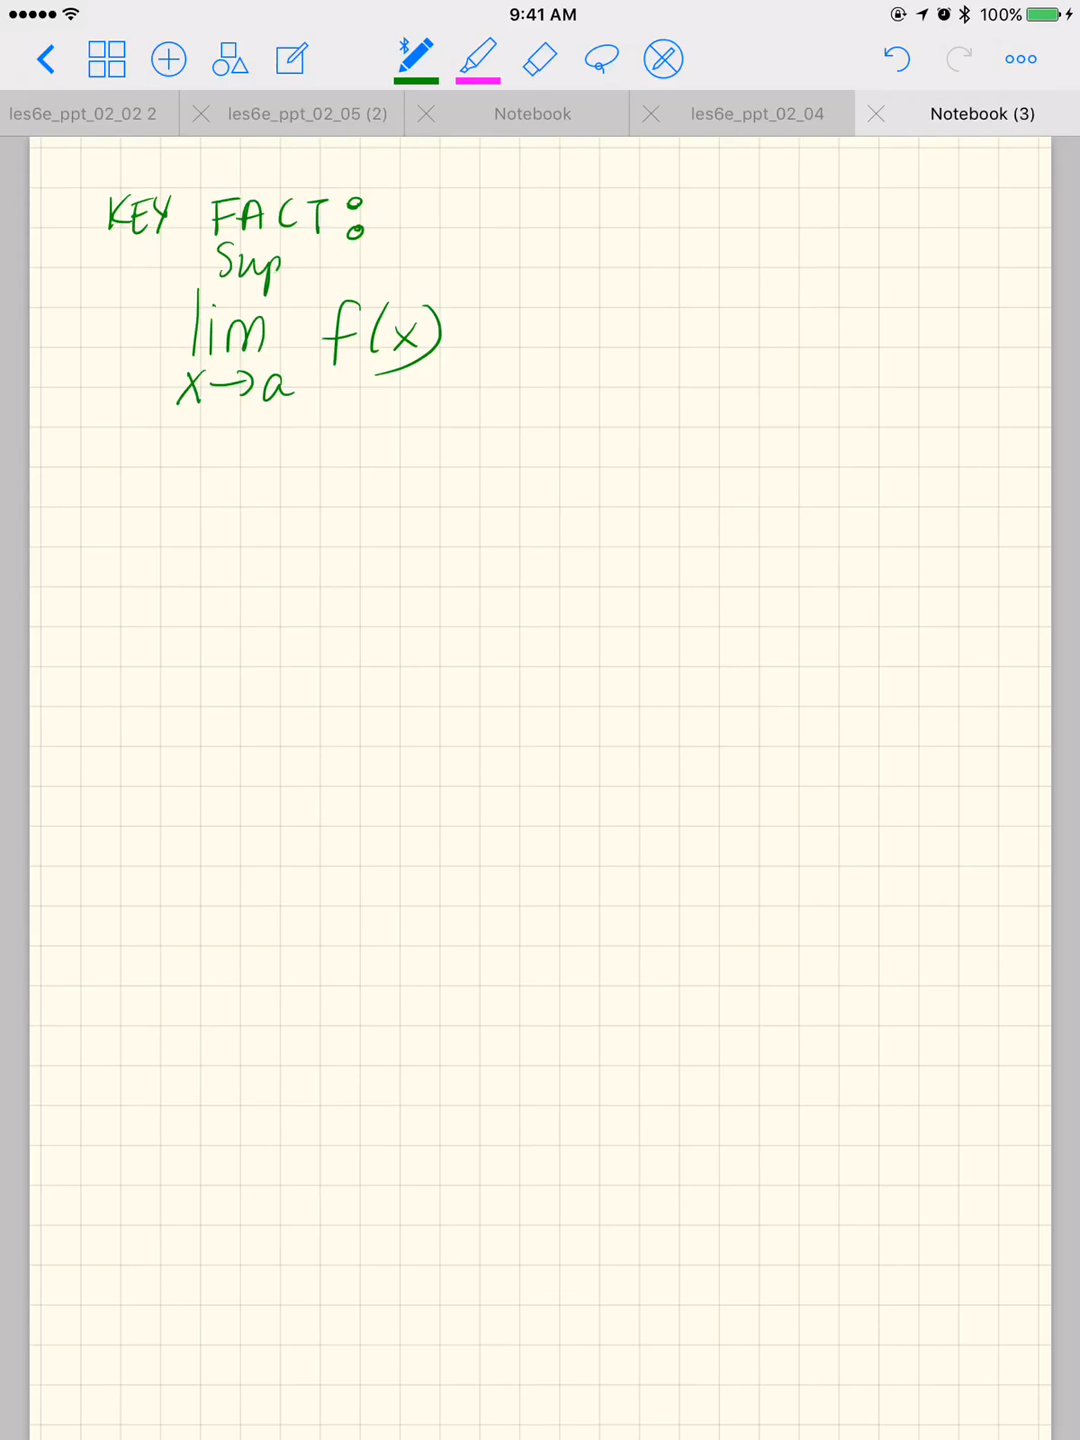 9:41 AM 100%
les6e_ppt_02_02 2 les6e_ppt_02_05 (2) Notebook les6e_ppt_02_04 Notebook (3)
KEY FACT:
Sup
lim f(x)
x→a